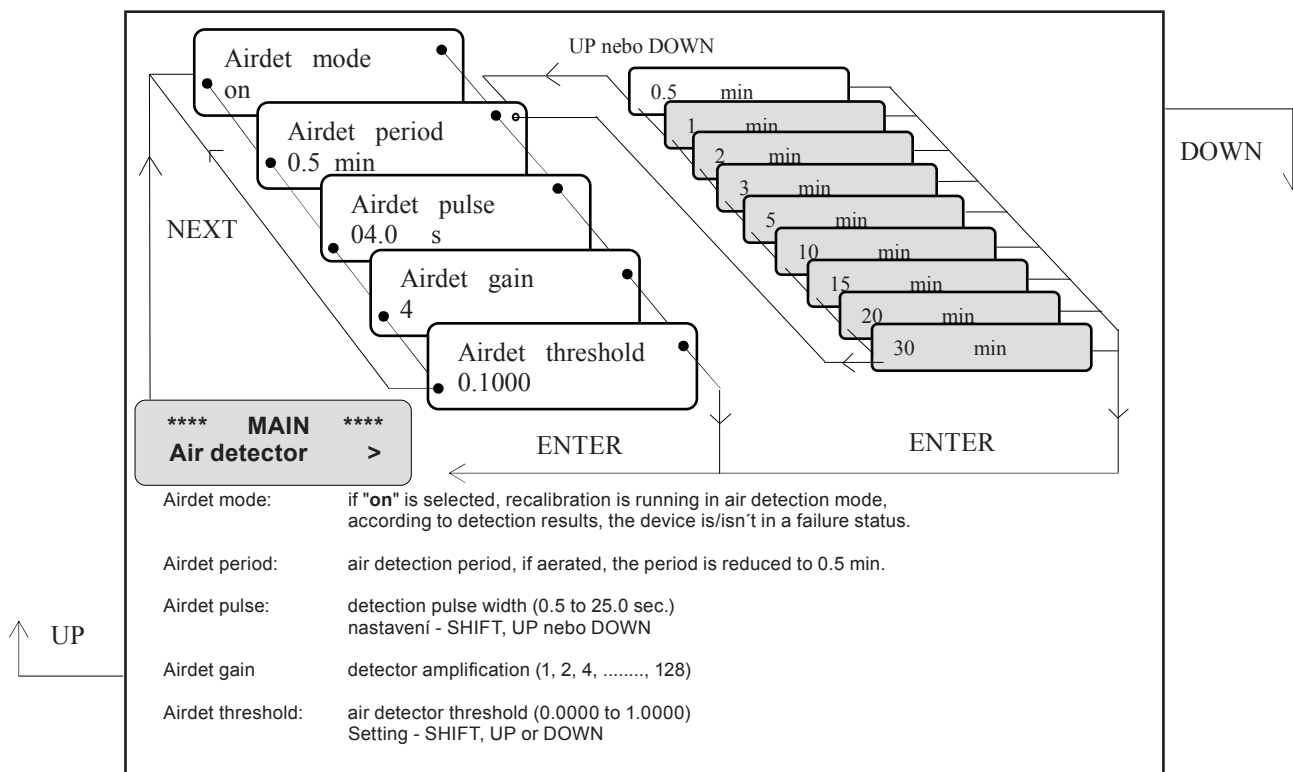 Airdet mode
on
Airdet period
0.5 min
Airdet pulse
04.0 s
Airdet gain
4
Airdet threshold
0.1000
UP nebo DOWN
0.5 min
1 min
2 min
3 min
5 min
10 min
15 min
20 min
30 min
DOWN
NEXT
**** MAIN ****
Air detector >
ENTER
ENTER
Airdet mode: if "on" is selected, recalibration is running in air detection mode,
according to detection results, the device is/isn´t in a failure status.
Airdet period: air detection period, if aerated, the period is reduced to 0.5 min.
Airdet pulse: detection pulse width (0.5 to 25.0 sec.)
nastavení - SHIFT, UP nebo DOWN
UP
Airdet gain detector amplification (1, 2, 4, ........, 128)
Airdet threshold: air detector threshold (0.0000 to 1.0000)
Setting - SHIFT, UP or DOWN